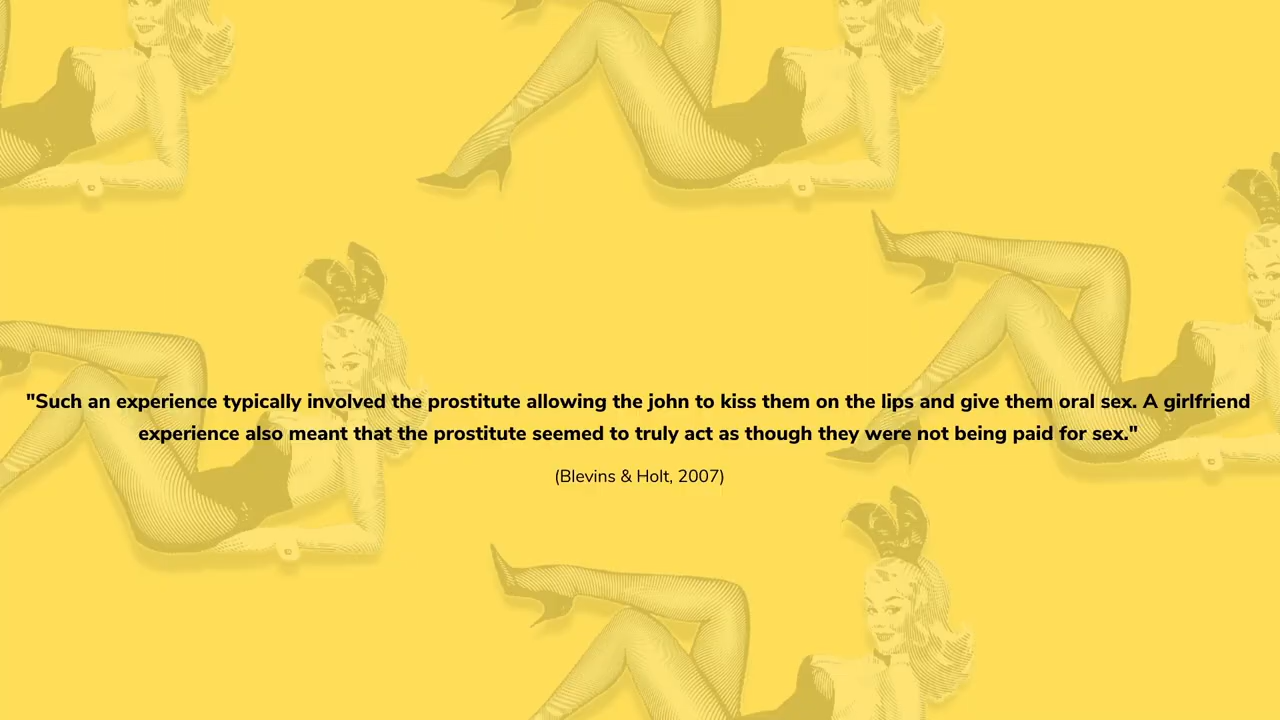 "Such an experience typically involved the prostitute allowing the john to kiss them on the lips and give them oral sex. A girlfriend
experience also meant that the prostitute seemed to truly act as though they were not being paid for sex."
(Blevins & Holt, 2007)